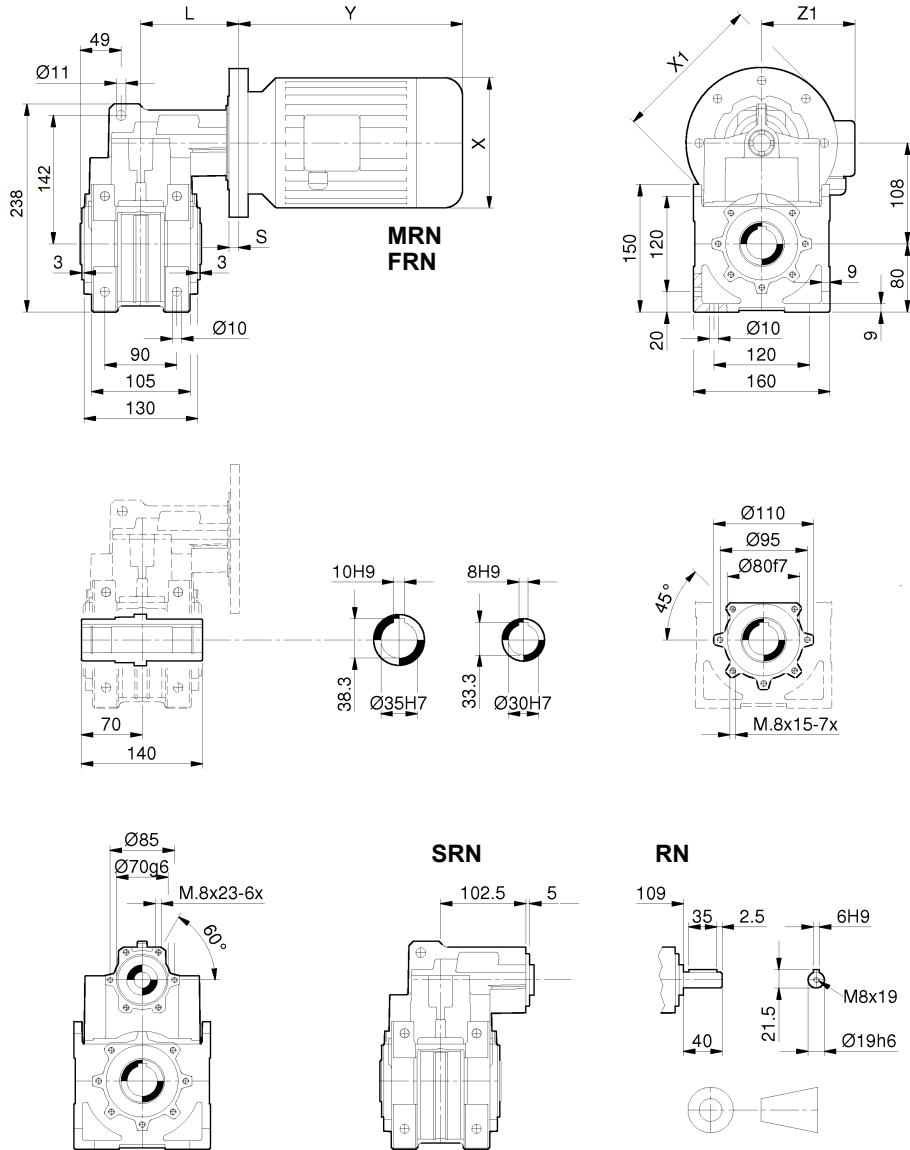 L
Y
49
Ø11
238
142
3
3
S
X
MRN
FRN
Ø10
90
105
130
X1
Z1
108
80
150
120
20
9
9
Ø10
120
160
10H9
8H9
38.3
Ø35H7
33.3
Ø30H7
70
140
Ø110
Ø95
Ø80f7
45°
M.8x15-7x
Ø85
Ø70g6
M.8x23-6x
60°
SRN
102.5
5
RN
109
35
2.5
40
6H9
21.5
M8x19
Ø19h6